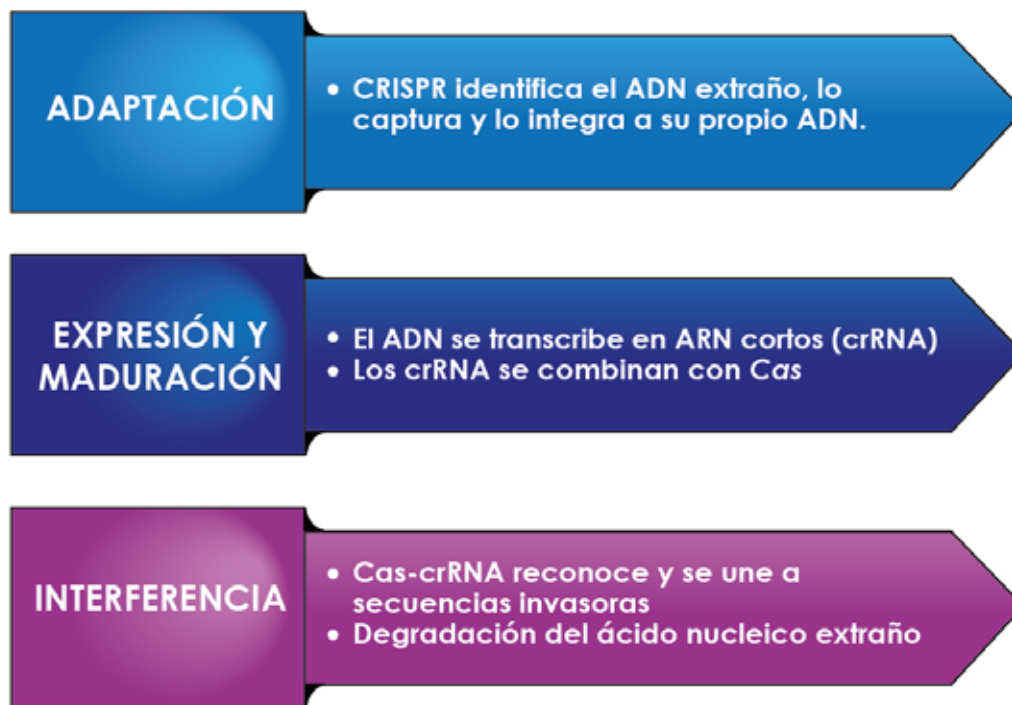 ADAPTACIÓN
• CRISPR identifica el ADN extraño, lo
captura y lo integra a su propio ADN.
EXPRESIÓN Y
MADURACIÓN
• El ADN se transcribe en ARN cortos (crRNA)
• Los crRNA se combinan con Cas
INTERFERENCIA
• Cas-crRNA reconoce y se une a
secuencias invasoras
• Degradación del ácido nucleico extraño